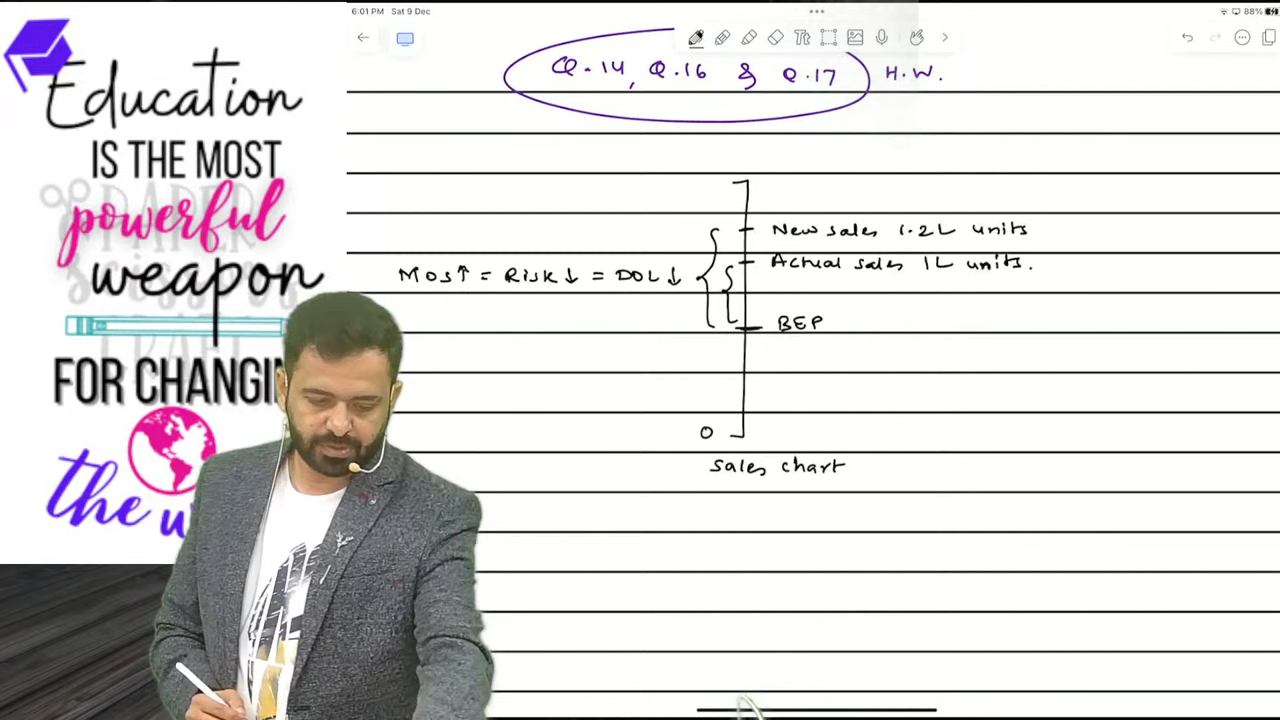 6:01 PM Sat 9 Dec
88%
Education
IS THE MOST
powerful
weapon
FOR CHANGIN
the w
Q.14, Q.16 & Q.17 H.W.
New sales 1.2L units
Actual sales 1L units.
MOS↑ = Risk↓ = DOL↓
BEP
0
Sales chart